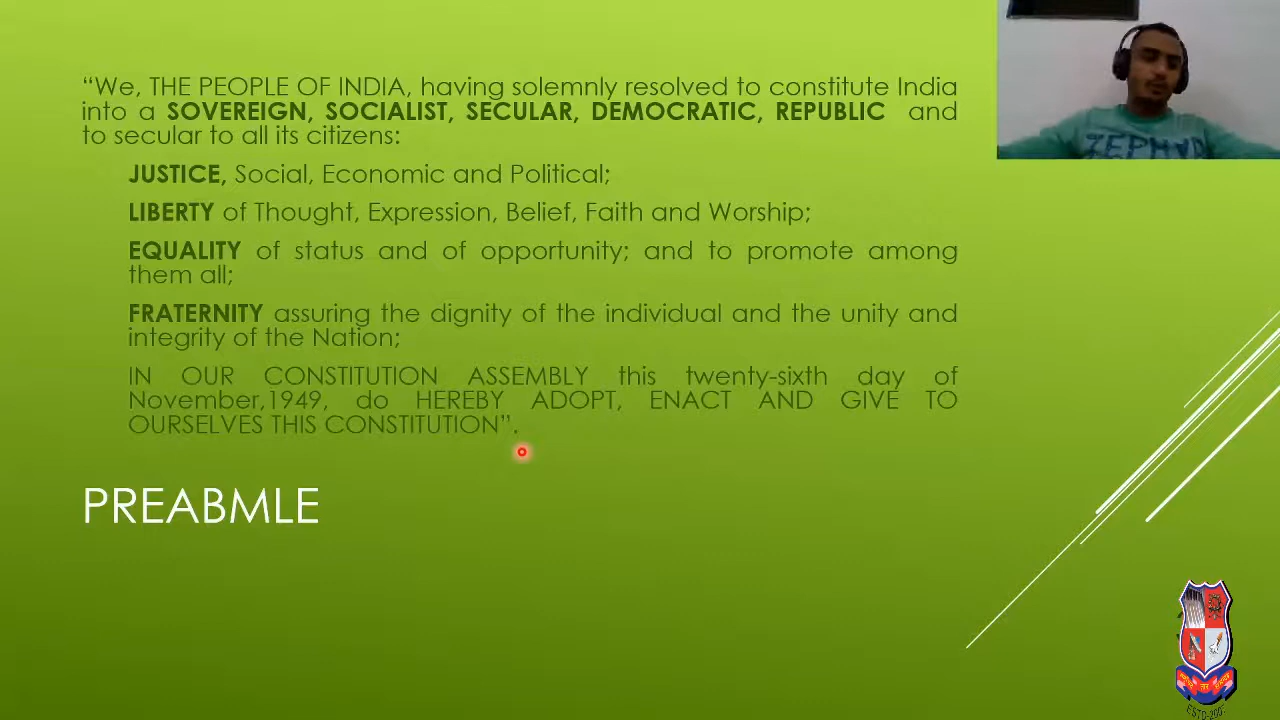 “We, THE PEOPLE OF INDIA, having solemnly resolved to constitute India
into a SOVEREIGN, SOCIALIST, SECULAR, DEMOCRATIC, REPUBLIC and
to secular to all its citizens:
JUSTICE, Social, Economic and Political;
LIBERTY of Thought, Expression, Belief, Faith and Worship;
EQUALITY of status and of opportunity; and to promote among
them all;
FRATERNITY assuring the dignity of the individual and the unity and
integrity of the Nation;
IN OUR CONSTITUTION ASSEMBLY this twenty-sixth day of
November,1949, do HEREBY ADOPT, ENACT AND GIVE TO
OURSELVES THIS CONSTITUTION”.
PREABMLE
ZEPHYR